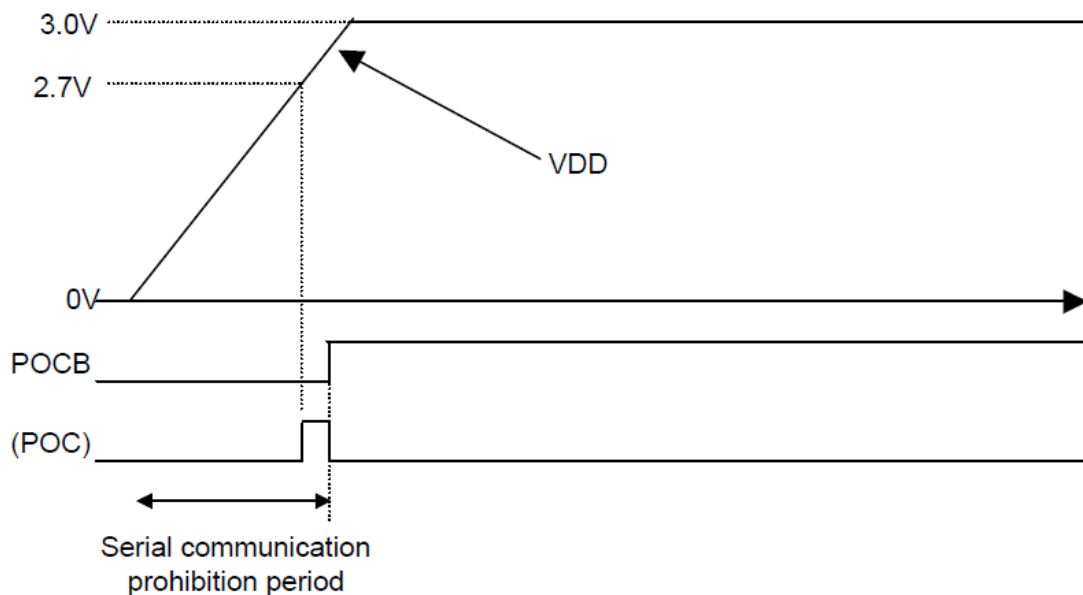 3.0V
2.7V
VDD
0V
POCB
(POC)
Serial communication
prohibition period